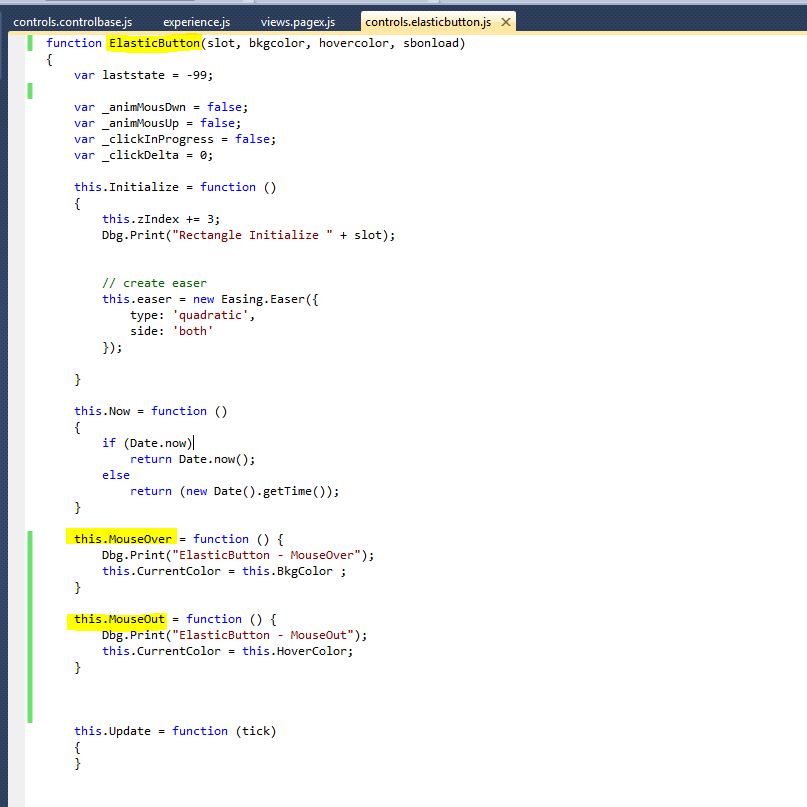 controls.controlbase.js experience.js views.pagex.js controls.elasticbutton.js
function ElasticButton(slot, bkgcolor, hovercolor, sbonload)
{
var laststate = -99;
var _animMousDwn = false;
var _animMousUp = false;
var _clickInProgress = false;
var _clickDelta = 0;
this.Initialize = function ()
{
this.zIndex += 3;
Dbg.Print("Rectangle Initialize " + slot);
// create easer
this.easer = new Easing.Easer({
type: 'quadratic',
side: 'both'
});
}
this.Now = function ()
{
if (Date.now)
return Date.now();
else
return (new Date().getTime());
}
this.MouseOver = function () {
Dbg.Print("ElasticButton - MouseOver");
this.CurrentColor = this.BkgColor ;
}
this.MouseOut = function () {
Dbg.Print("ElasticButton - MouseOut");
this.CurrentColor = this.HoverColor;
}
this.Update = function (tick)
{
}